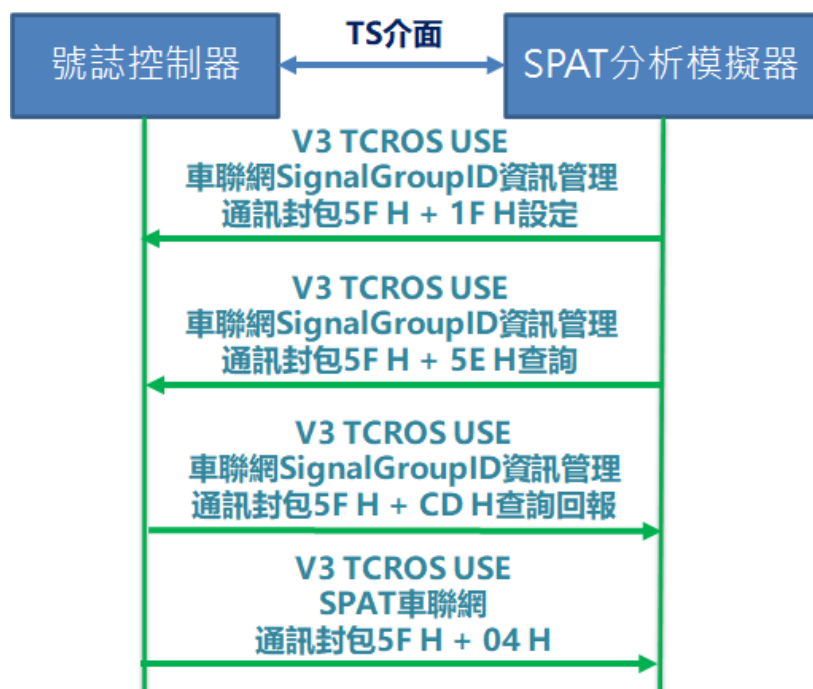 號誌控制器
TS介面
SPAT分析模擬器
V3 TCROS USE
車聯網SignalGroupID資訊管理
通訊封包5F H + 1F H設定
V3 TCROS USE
車聯網SignalGroupID資訊管理
通訊封包5F H + 5E H查詢
V3 TCROS USE
車聯網SignalGroupID資訊管理
通訊封包5F H + CD H查詢回報
V3 TCROS USE
SPAT車聯網
通訊封包5F H + 04 H